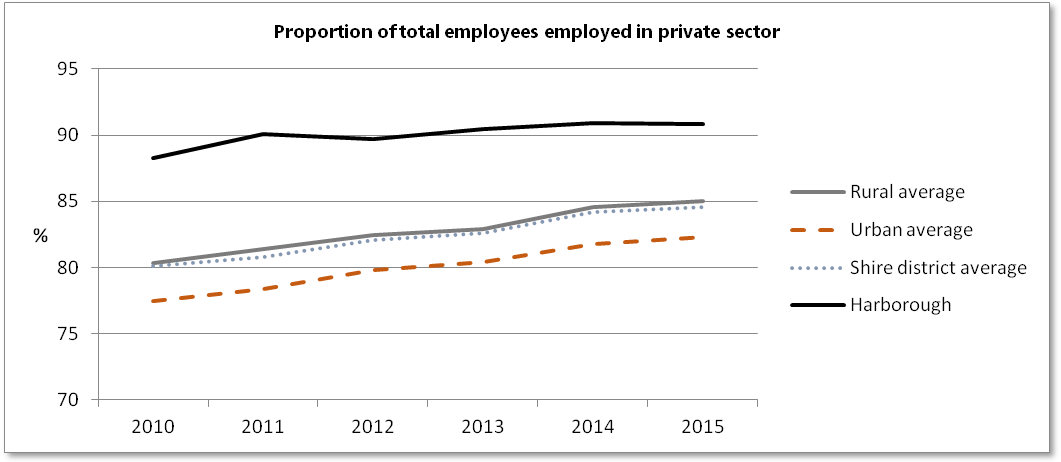 Proportion of total employees employed in private sector
95
90
85
80
75
70
%
2010 2011 2012 2013 2014 2015
Rural average
Urban average
Shire district average
Harborough